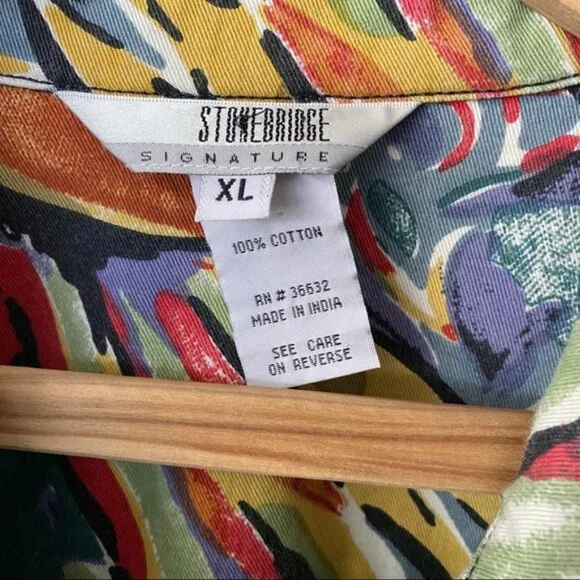 STONEBRIDGE
SIGNATURE
XL
100% COTTON
RN # 36632
MADE IN INDIA
SEE CARE
ON REVERSE